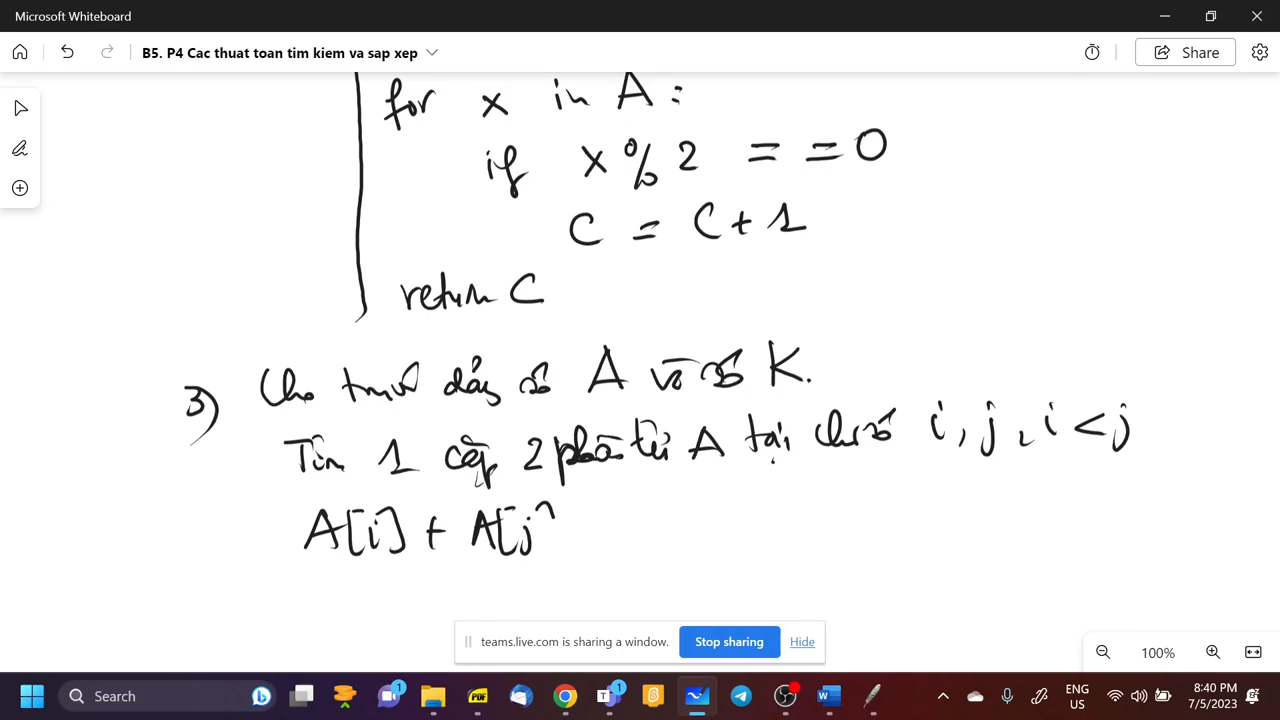 Microsoft Whiteboard
B5. P4 Cac thuat toan tim kiem va sap xep
Share
for x in A:
if x % 2 = = 0
C = C + 1
return C
3) Cho trước dãy số A và số K.
Tìm 1 cặp 2 phần tử A tại chỉ số i, j, i < j
A[i] + A[j
teams.live.com is sharing a window.
Stop sharing
Hide
100%
Search
1
1
ENG
US
8:40 PM
7/5/2023